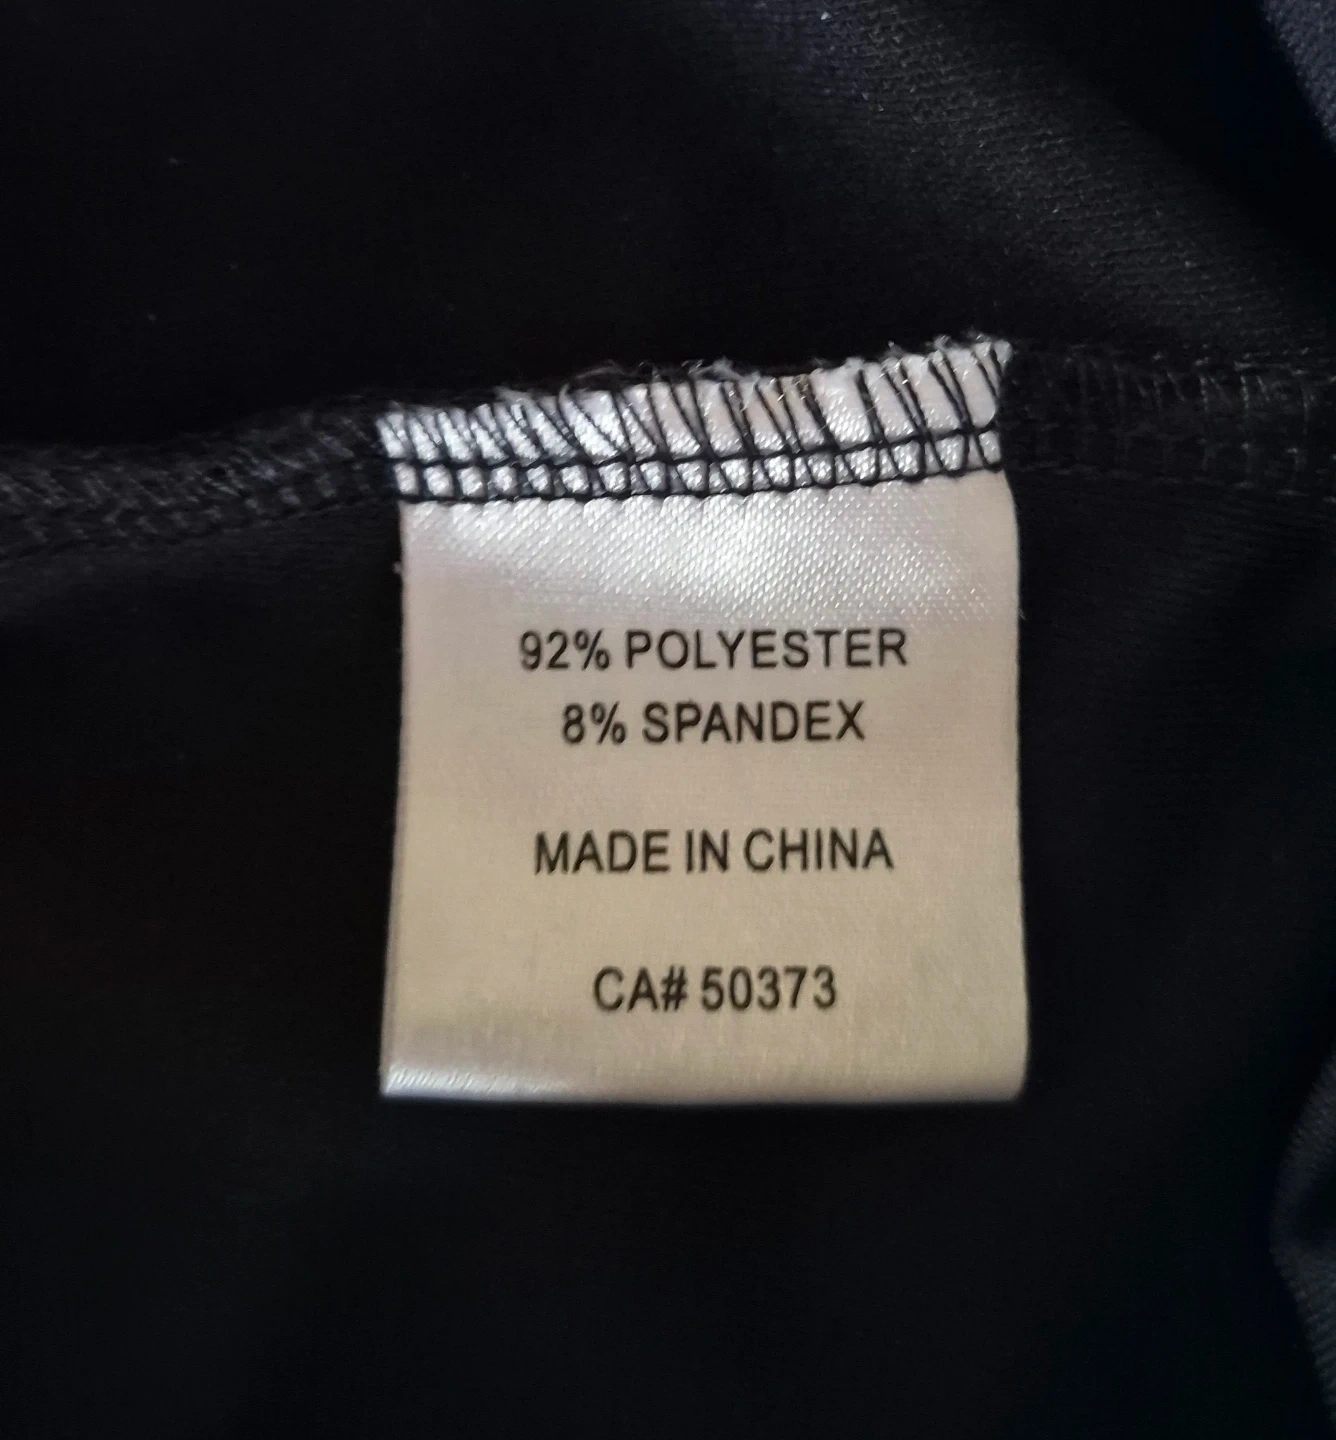 92% POLYESTER
8% SPANDEX
MADE IN CHINA
CA# 50373